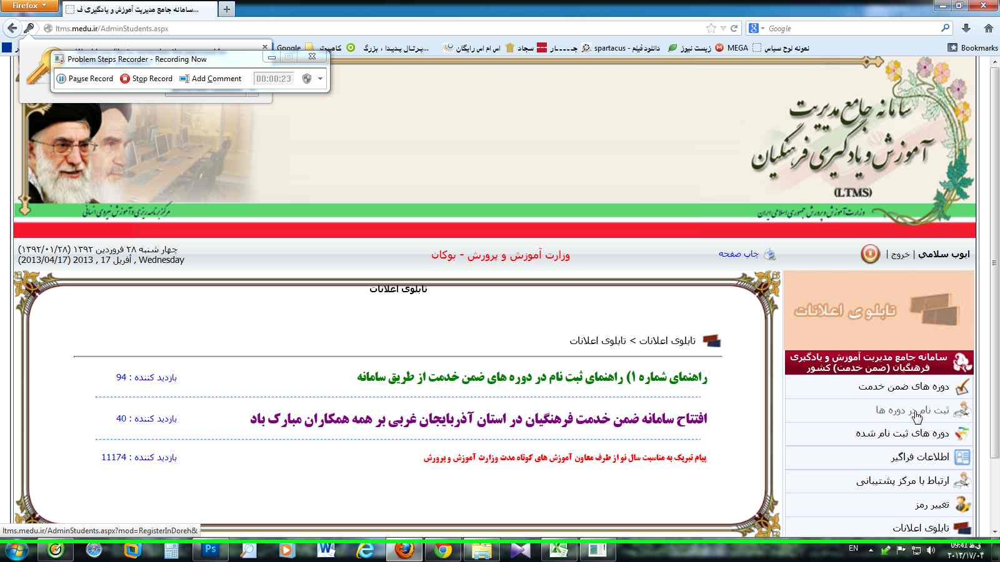 Firefox
سامانه جامع مدیریت آموزش و یادگیری ف...
ltms.medu.ir/AdminStudents.aspx
Google
Google
کامپیوتر
پـرتـال پـدیـدا ، بزرگ...
اس ام اس رایگان
سجاد
جـــــار
دانلود فیلم - spartacus
زیست نیوز
MEGA
نمونه لوح سپاس
Bookmarks
Problem Steps Recorder - Recording Now
Pause Record
Stop Record
Add Comment
00:00:23
سامانه جامع مدیریت
آموزش و یادگیری فرهنگیان
(LTMS)
وزارت آموزش و پرورش جمهوری اسلامی ایران
مرکز برنامه ریزی و آموزش نیروی انسانی
ایوب سلامي | خروج |
چاپ صفحه
وزارت آموزش و پرورش - بوکان
چهار شنبه ۲۸ فروردین ۱۳۹۲ (۱۳۹۲/۰۱/۲۸)
Wednesday , أفریل 17 , 2013 (2013/04/17)
تابلوی اعلانات
تابلو ی اعلانات
سامانه جامع مدیریت آموزش و یادگیری
فرهنگیان (ضمن خدمت) کشور
دوره های ضمن خدمت
ثبت نام در دوره ها
دوره های ثبت نام شده
اطلاعات فراگیر
ارتباط با مرکز پشتیبانی
تغییر رمز
تابلوی اعلانات
تابلوی اعلانات > تابلوی اعلانات
راهنمای شماره ۱) راهنمای ثبت نام در دوره های ضمن خدمت از طریق سامانه
بازدید کننده : 94
افتتاح سامانه ضمن خدمت فرهنگیان در استان آذربایجان غربی بر همه همکاران مبارک باد
بازدید کننده : 40
پیام تبریک به مناسبت سال نو از طرف معاون آموزش های کوتاه مدت وزارت آموزش و پرورش
بازدید کننده : 11174
ltms.medu.ir/AdminStudents.aspx?mod=RegisterInDoreh&
Ps
EN
09:41 ق.ظ
۲۰۱۳/۱۷/۰۴